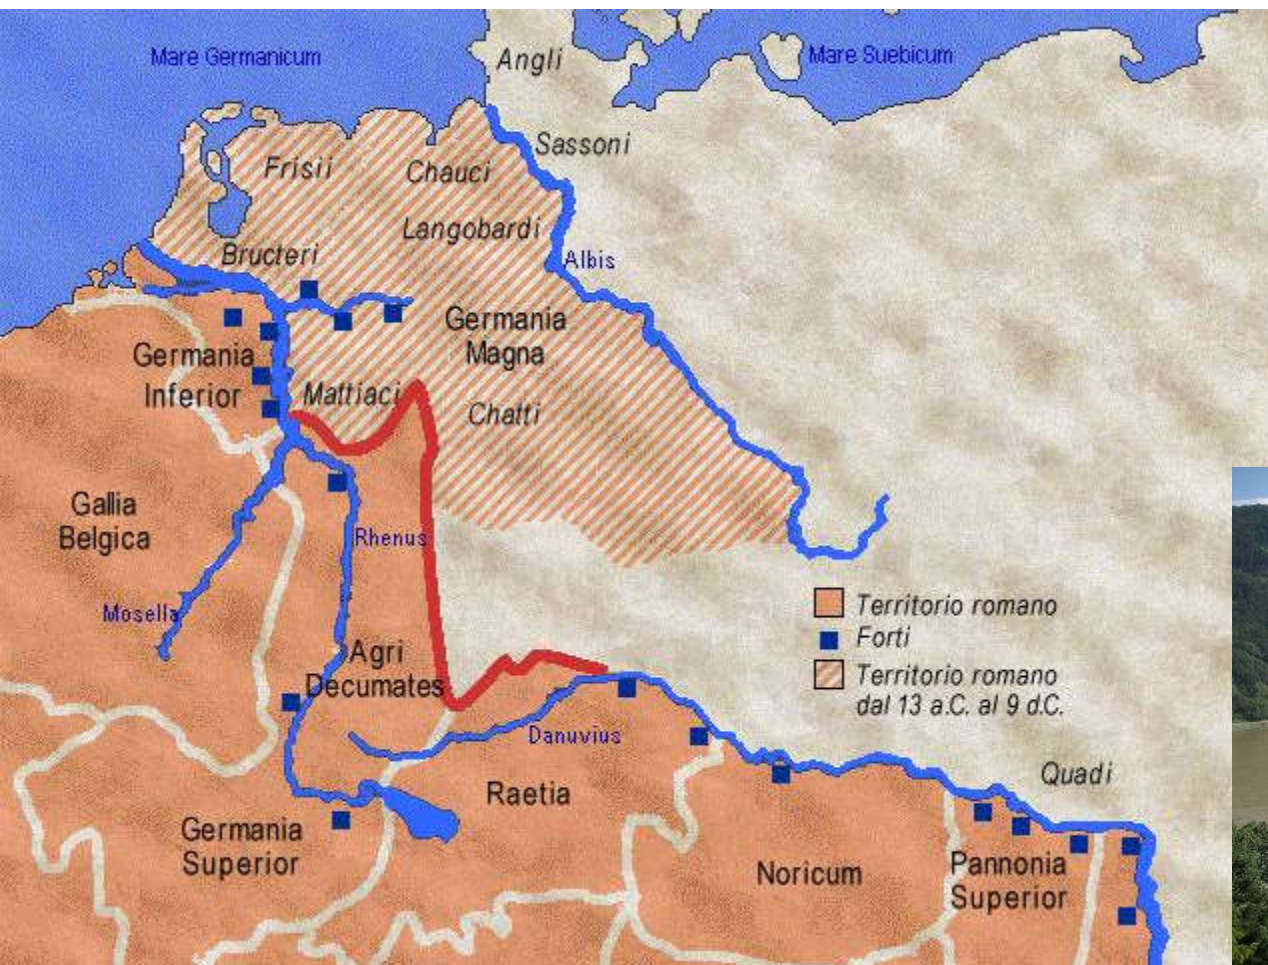 Mare Germanicum
Angli
Mare Suebicum
Sassoni
Frisii
Chauci
Langobardi
Bructeri
Albis
Germania
Magna
Germania
Inferior
Mattiaci
Chatti
Gallia
Belgica
Rhenus
Mosella
Territorio romano
Forti
Territorio romano
dal 13 a.C. al 9 d.C.
Agri
Decumates
Danuvius
Quadi
Raetia
Germania
Superior
Noricum
Pannonia
Superior